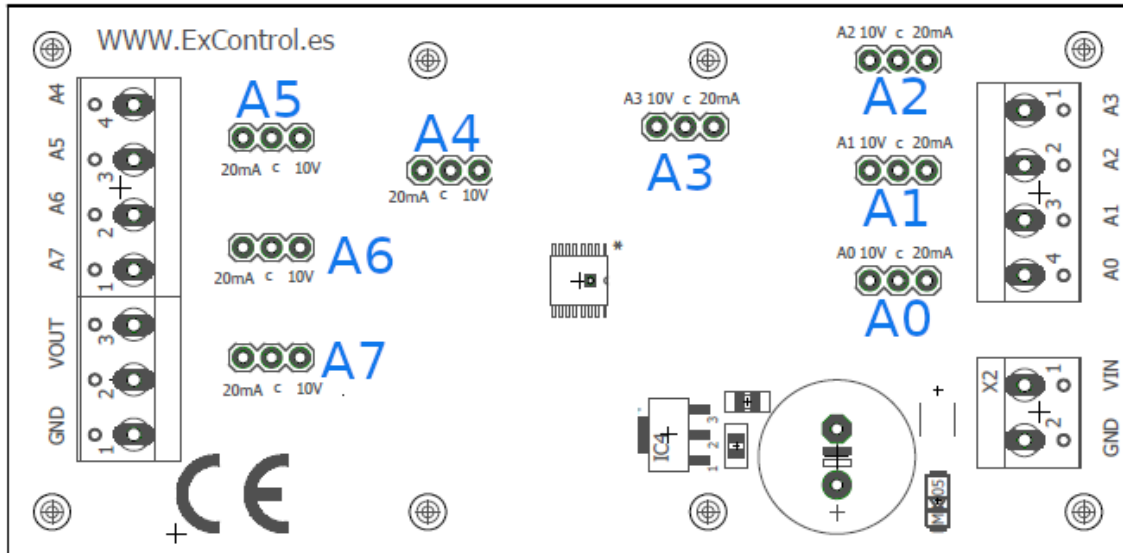 WWW.ExControl.es
A2 10V c 20mA
A2
A4
4
A5
3
A6
2
A7
1
A5
20mA c 10V
A4
20mA c 10V
A3 10V c 20mA
A3
A1 10V c 20mA
A1
1
A3
2
A2
3
A1
4
A0
20mA c 10V
A6
*
A0 10V c 20mA
A0
VOUT
3
2
GND
1
20mA c 10V
A7
IC4
3
2
1
X2
1
VIN
2
GND
CE